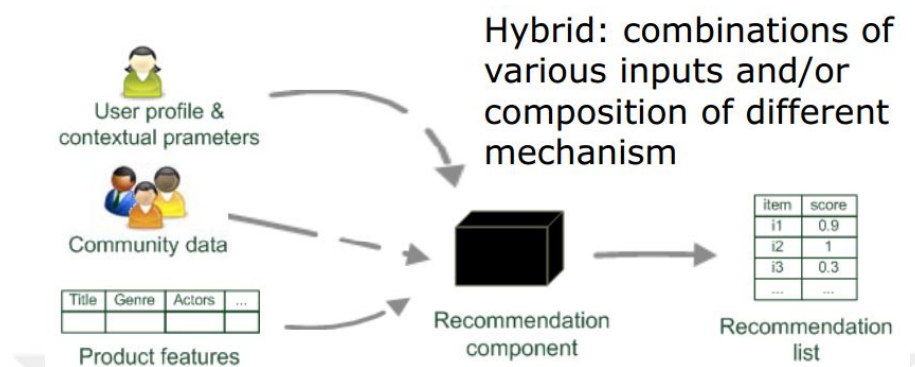 Hybrid: combinations of
various inputs and/or
composition of different
mechanism
User profile &
contextual prameters
Community data
Title Genre Actors ...
Product features
Recommendation
component
item score
i1 0.9
i2 1
i3 0.3
... ...
Recommendation
list